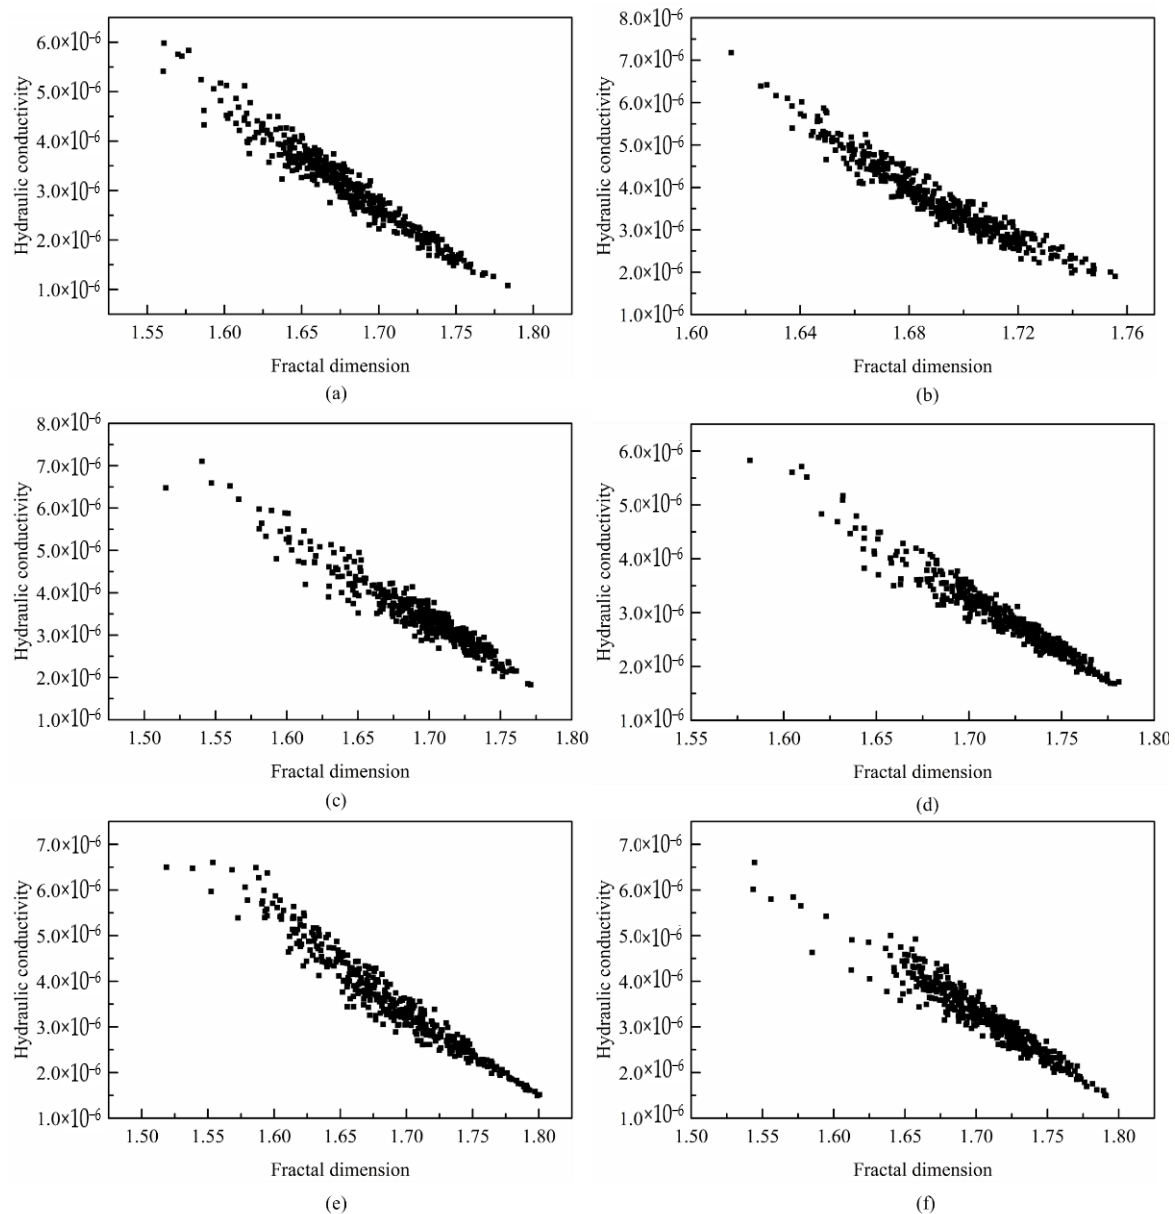 Hydraulic conductivity
6.0×10⁻⁶
5.0×10⁻⁶
4.0×10⁻⁶
3.0×10⁻⁶
2.0×10⁻⁶
1.0×10⁻⁶
1.55 1.60 1.65 1.70 1.75 1.80
Fractal dimension
(a)
Hydraulic conductivity
8.0×10⁻⁶
7.0×10⁻⁶
6.0×10⁻⁶
5.0×10⁻⁶
4.0×10⁻⁶
3.0×10⁻⁶
2.0×10⁻⁶
1.0×10⁻⁶
1.60 1.64 1.68 1.72 1.76
Fractal dimension
(b)
Hydraulic conductivity
8.0×10⁻⁶
7.0×10⁻⁶
6.0×10⁻⁶
5.0×10⁻⁶
4.0×10⁻⁶
3.0×10⁻⁶
2.0×10⁻⁶
1.0×10⁻⁶
1.50 1.55 1.60 1.65 1.70 1.75 1.80
Fractal dimension
(c)
Hydraulic conductivity
6.0×10⁻⁶
5.0×10⁻⁶
4.0×10⁻⁶
3.0×10⁻⁶
2.0×10⁻⁶
1.0×10⁻⁶
1.55 1.60 1.65 1.70 1.75 1.80
Fractal dimension
(d)
Hydraulic conductivity
7.0×10⁻⁶
6.0×10⁻⁶
5.0×10⁻⁶
4.0×10⁻⁶
3.0×10⁻⁶
2.0×10⁻⁶
1.0×10⁻⁶
1.50 1.55 1.60 1.65 1.70 1.75 1.80
Fractal dimension
(e)
Hydraulic conductivity
7.0×10⁻⁶
6.0×10⁻⁶
5.0×10⁻⁶
4.0×10⁻⁶
3.0×10⁻⁶
2.0×10⁻⁶
1.0×10⁻⁶
1.50 1.55 1.60 1.65 1.70 1.75 1.80
Fractal dimension
(f)